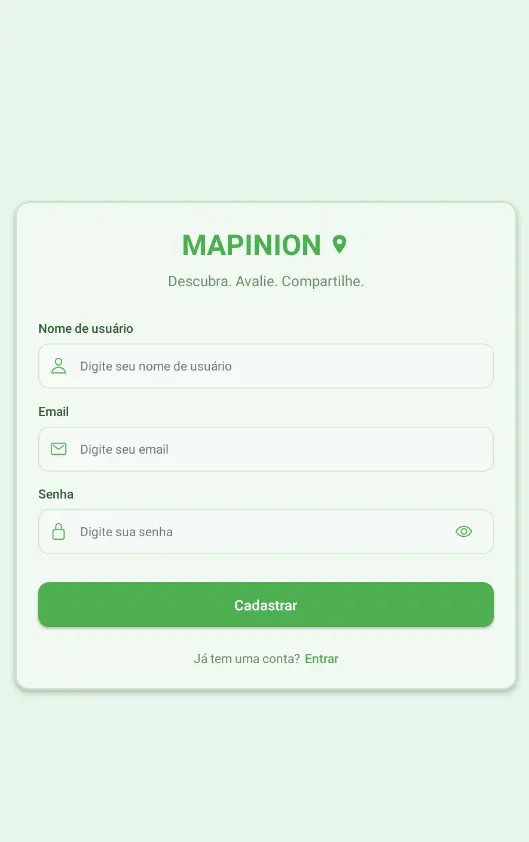 MAPINION
Descubra. Avalie. Compartilhe.
Nome de usuário
Digite seu nome de usuário
Email
Digite seu email
Senha
Digite sua senha
Cadastrar
Já tem uma conta? Entrar